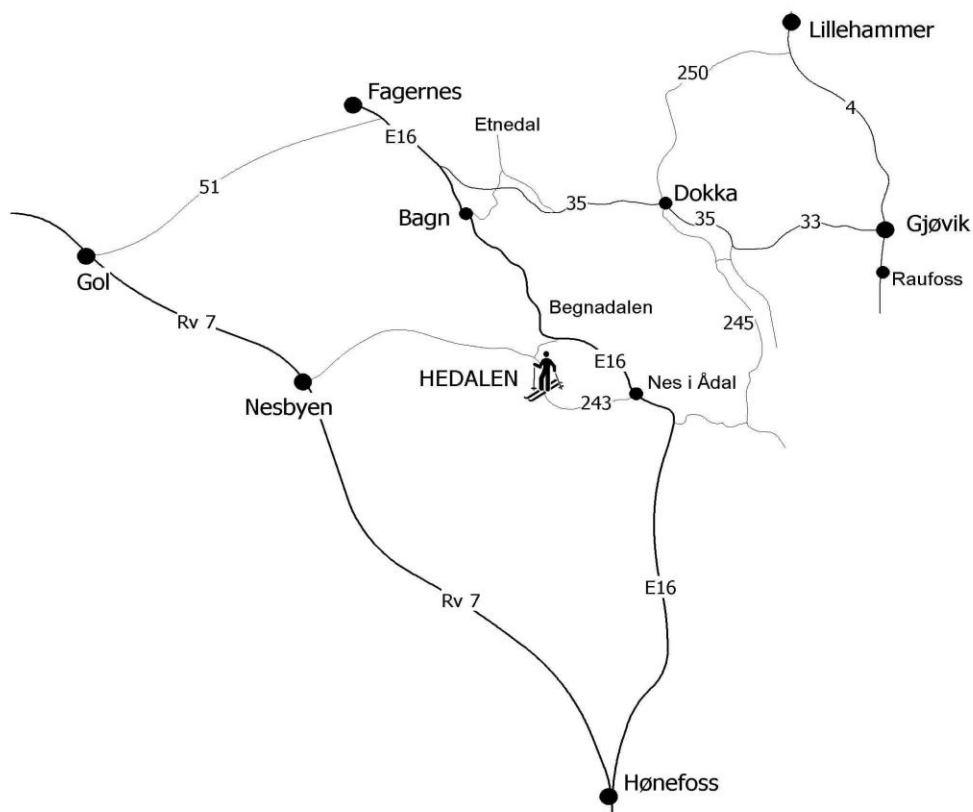 Lillehammer
250
Fagernes
4
Etnedal
E16
51
Dokka
35
35
33
Gjøvik
Bagn
Gol
Raufoss
Begnadalen
Rv 7
245
E16
HEDALEN
Nes i Ådal
243
Nesbyen
E16
Rv 7
Hønefoss